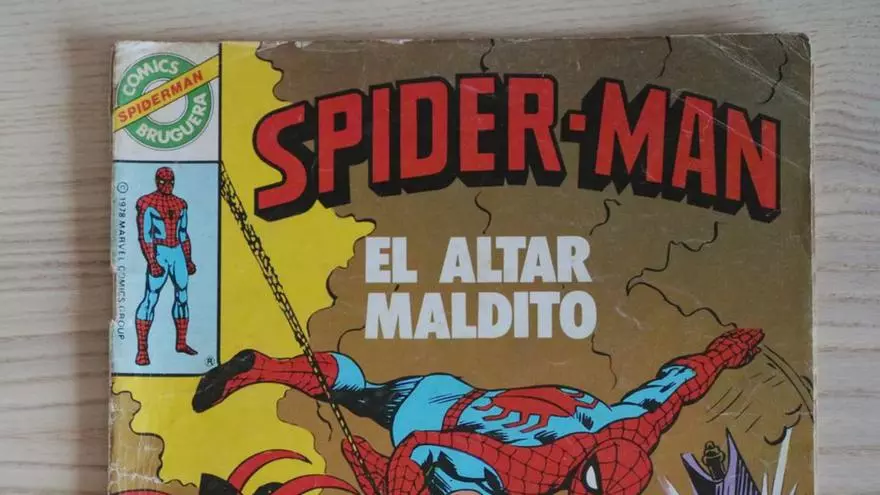 COMICS
SPIDERMAN
BRUGUERA
SPIDER-MAN
© 1978 MARVEL COMICS GROUP
®
EL ALTAR
MALDITO